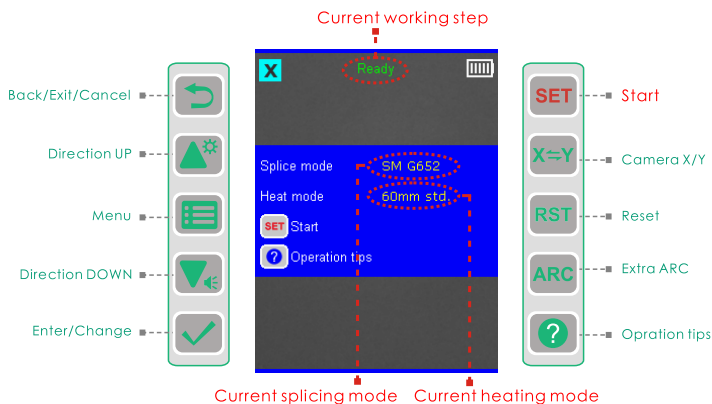 Current working step
Back/Exit/Cancel
Direction UP
Menu
Direction DOWN
Enter/Change
X
Ready
Splice mode SM G652
Heat mode 60mm std.
SET Start
? Operation tips
SET Start
X⇋Y Camera X/Y
RST Reset
ARC Extra ARC
? Opration tips
Current splicing mode Current heating mode